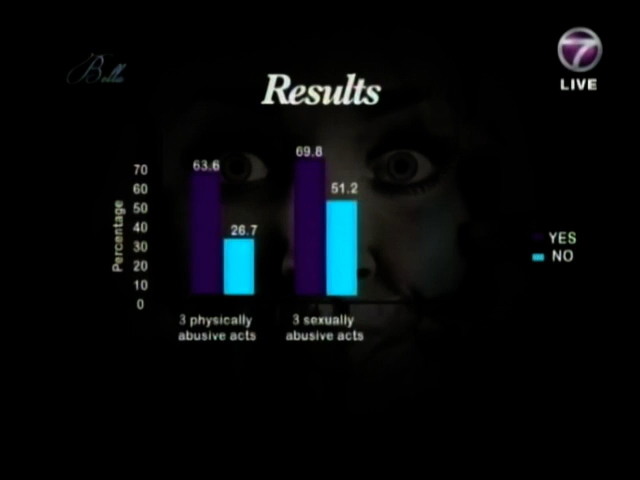 Bella
7
LIVE
Results
70
60
50
40
30
20
10
0
Percentage
63.6
26.7
69.8
51.2
YES
NO
3 physically
abusive acts
3 sexually
abusive acts